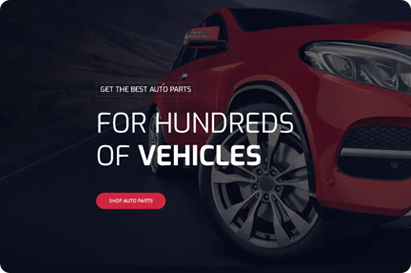 GET THE BEST AUTO PARTS
FOR HUNDREDS
OF VEHICLES
SHOP AUTO PARTS